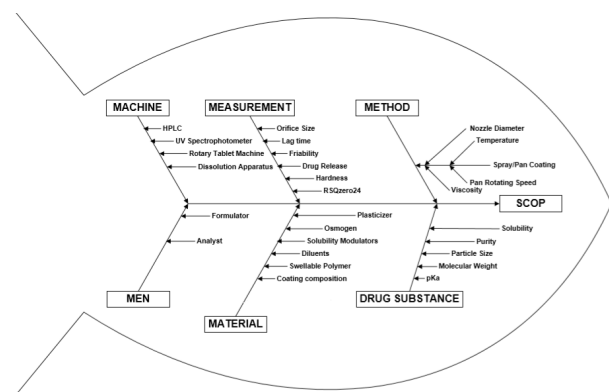 MACHINE
MEASUREMENT
METHOD
HPLC
UV Spectrophotometer
Rotary Tablet Machine
Dissolution Apparatus
Orifice Size
Lag time
Friability
Drug Release
Hardness
RSQzero24
Nozzle Diameter
Temperature
Spray/Pan Coating
Pan Rotating Speed
Viscosity
SCOP
Formulator
Analyst
Plasticizer
Osmogen
Solubility Modulators
Diluents
Swellable Polymer
Coating composition
Solubility
Purity
Particle Size
Molecular Weight
pKa
MEN
MATERIAL
DRUG SUBSTANCE